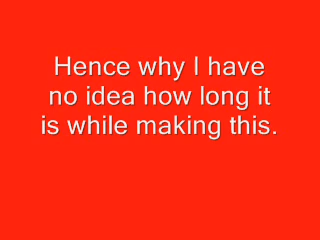 Hence why I have
no idea how long it
is while making this.